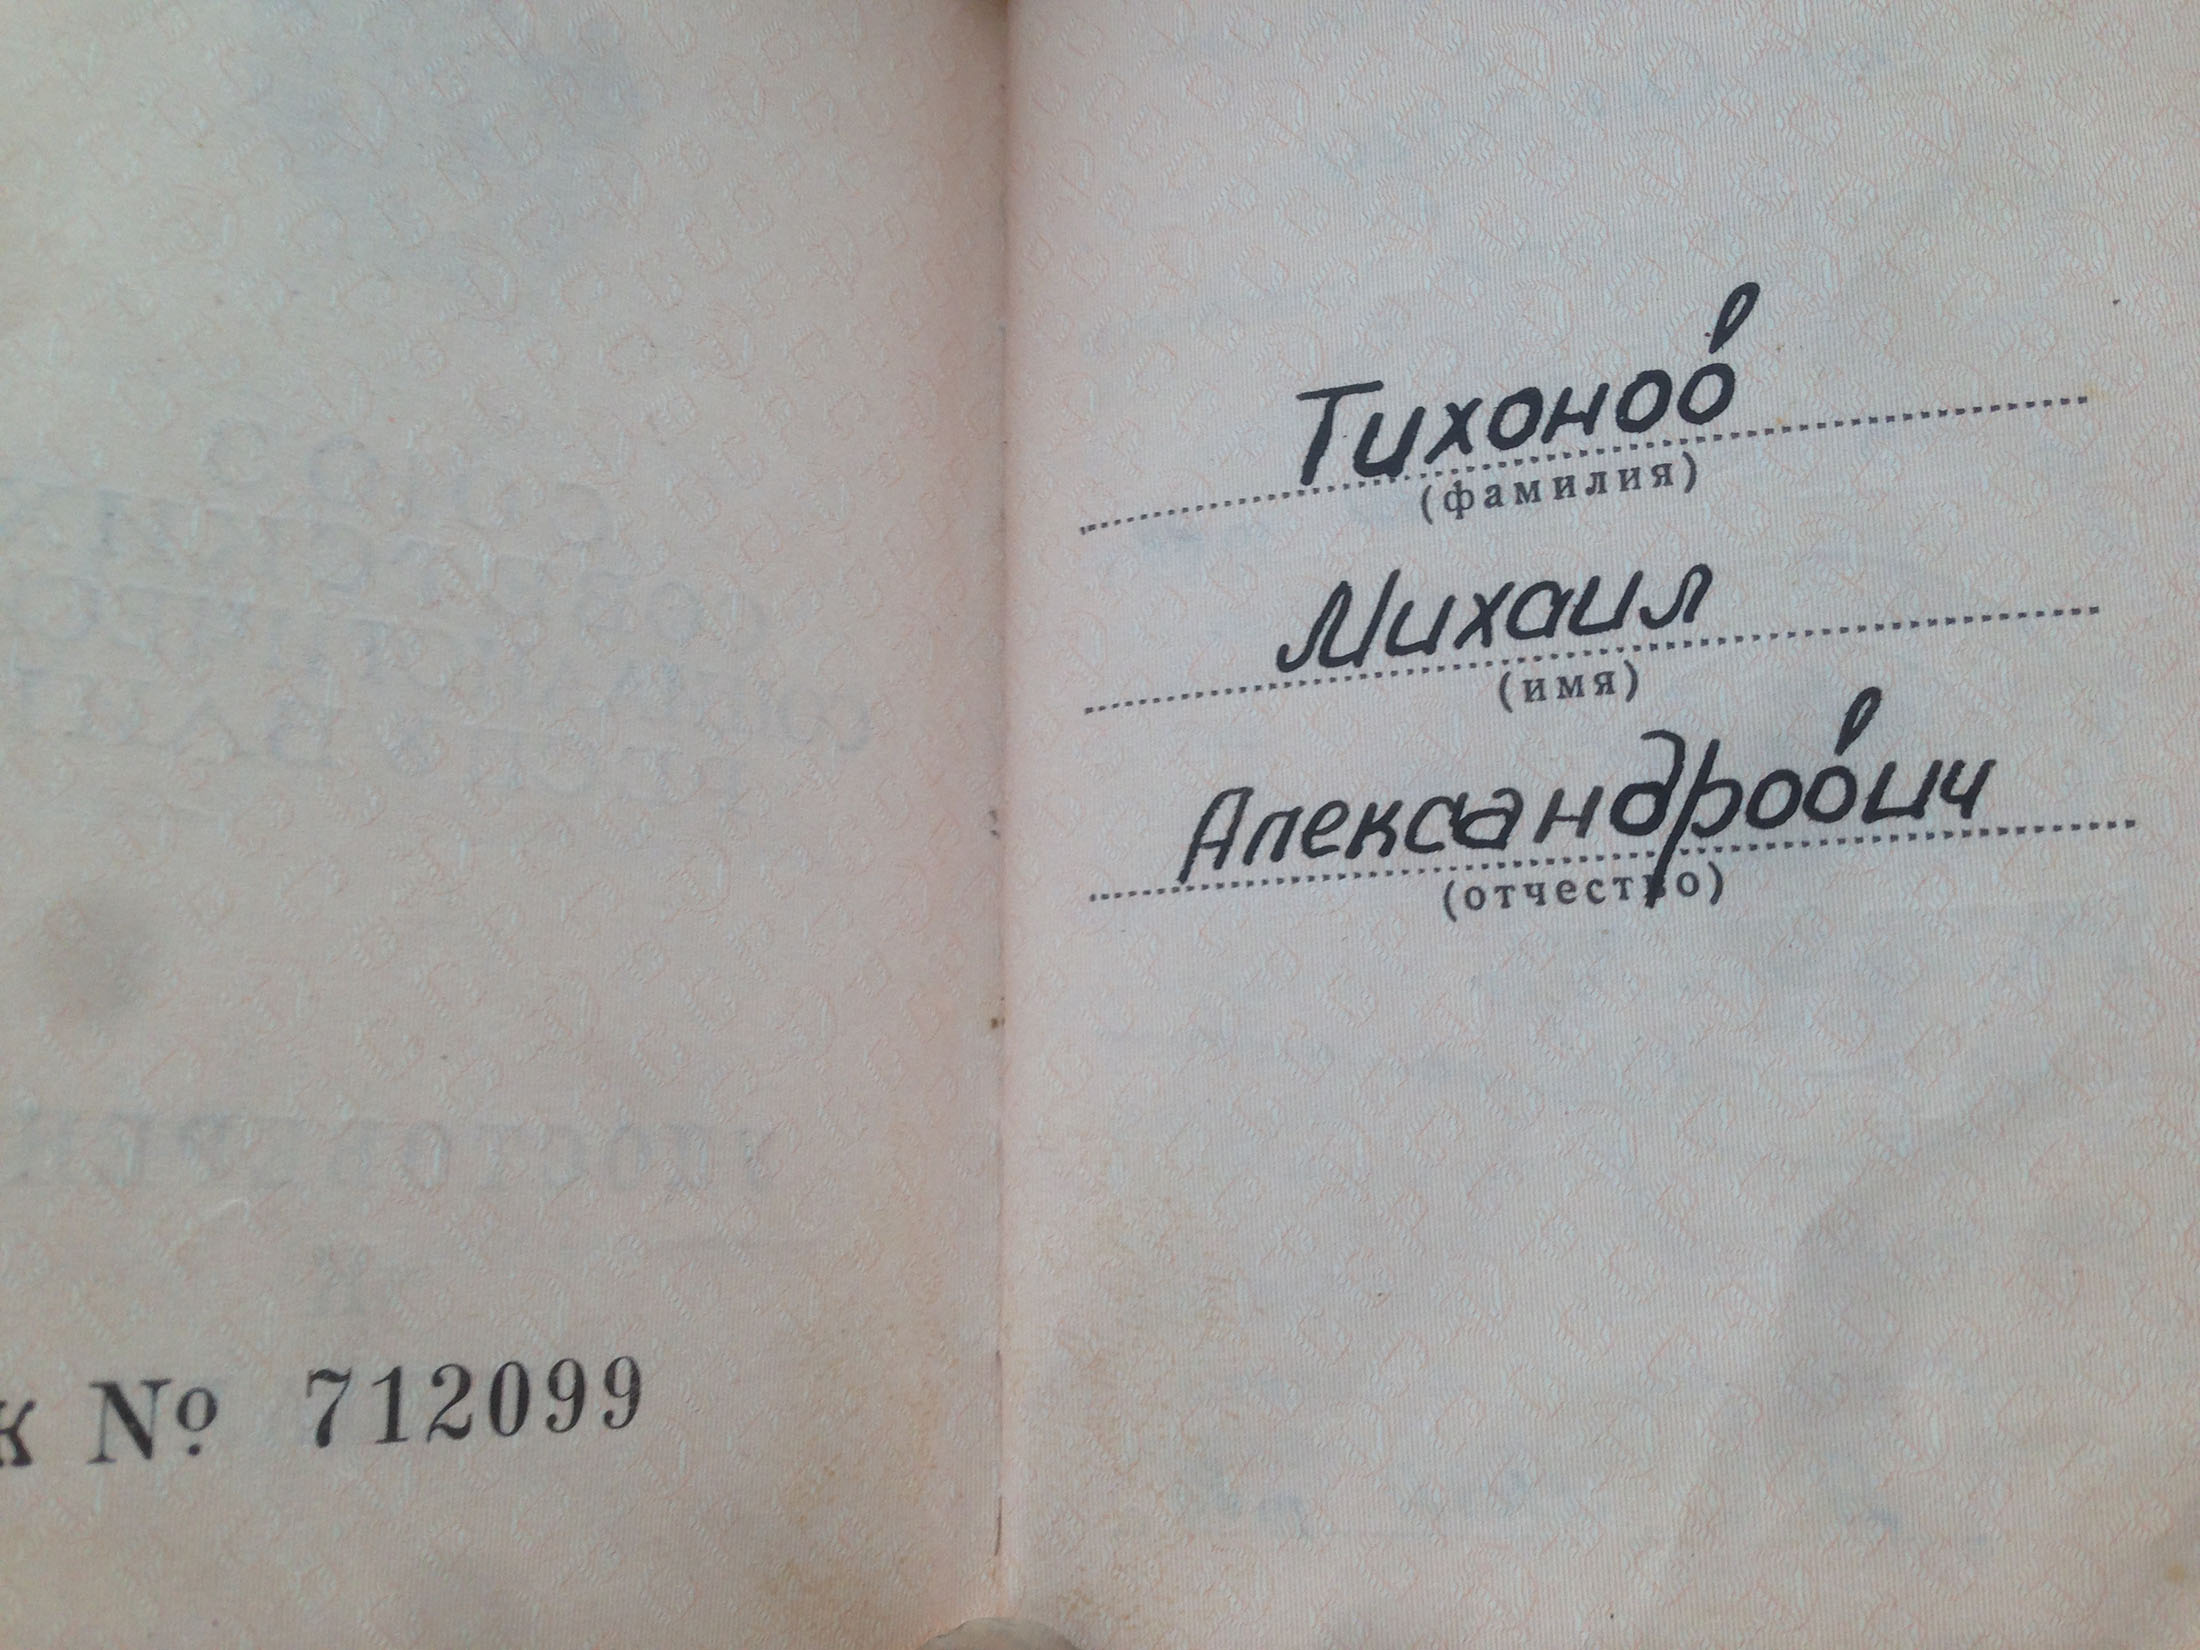 к № 712099
Тихонов
(фамилия)
Михаил
(имя)
Александрович
(отчество)